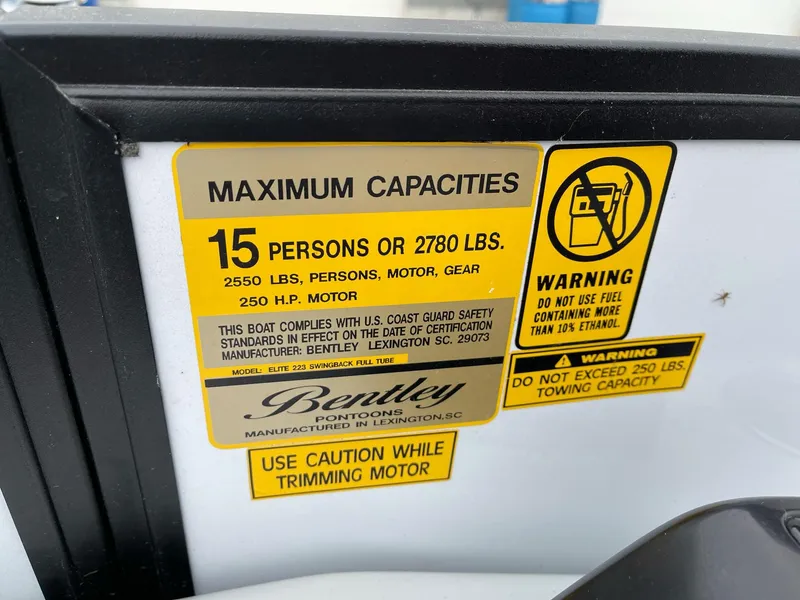 MAXIMUM CAPACITIES
15 PERSONS OR 2780 LBS.
2550 LBS, PERSONS, MOTOR, GEAR
250 H.P. MOTOR
THIS BOAT COMPLIES WITH U.S. COAST GUARD SAFETY
STANDARDS IN EFFECT ON THE DATE OF CERTIFICATION
MANUFACTURER: BENTLEY LEXINGTON SC. 29073
MODEL: ELITE 223 SWINGBACK FULL TUBE
Bentley
PONTOONS
MANUFACTURED IN LEXINGTON,SC
USE CAUTION WHILE
TRIMMING MOTOR
WARNING
DO NOT USE FUEL
CONTAINING MORE
THAN 10% ETHANOL.
WARNING
DO NOT EXCEED 250 LBS.
TOWING CAPACITY